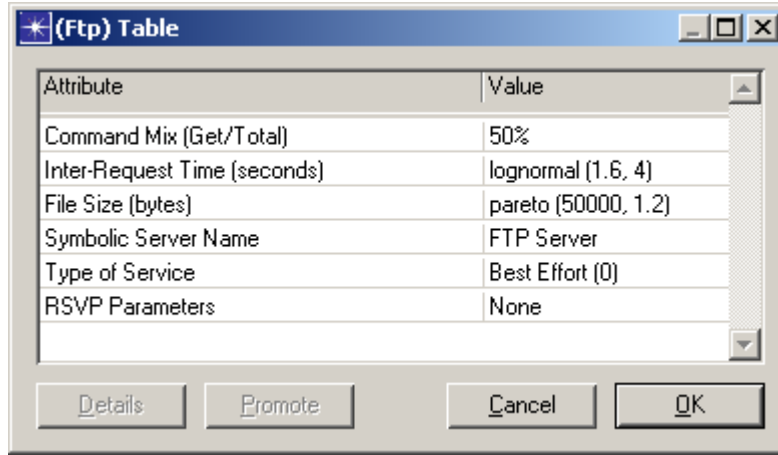 (Ftp) Table
Attribute Value
Command Mix (Get/Total) 50%
Inter-Request Time (seconds) lognormal (1.6, 4)
File Size (bytes) pareto (50000, 1.2)
Symbolic Server Name FTP Server
Type of Service Best Effort (0)
RSVP Parameters None
Details Promote Cancel OK